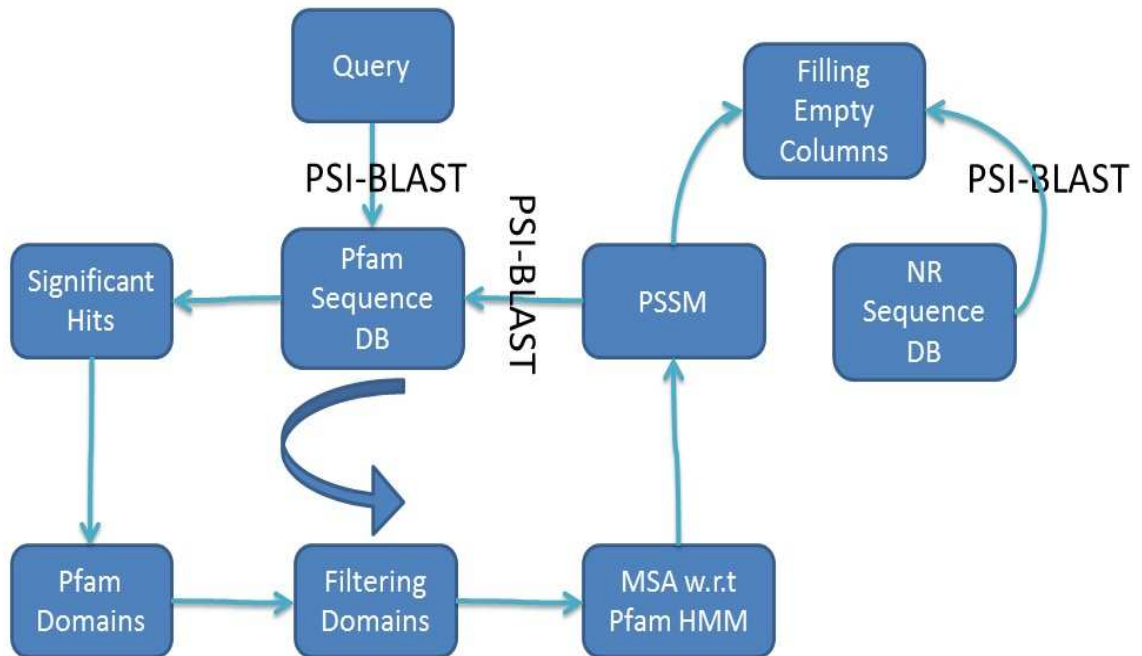 Query
PSI-BLAST
Filling
Empty
Columns
PSI-BLAST
PSI-BLAST
Significant
Hits
Pfam
Sequence
DB
PSSM
NR
Sequence
DB
Pfam
Domains
Filtering
Domains
MSA w.r.t
Pfam HMM